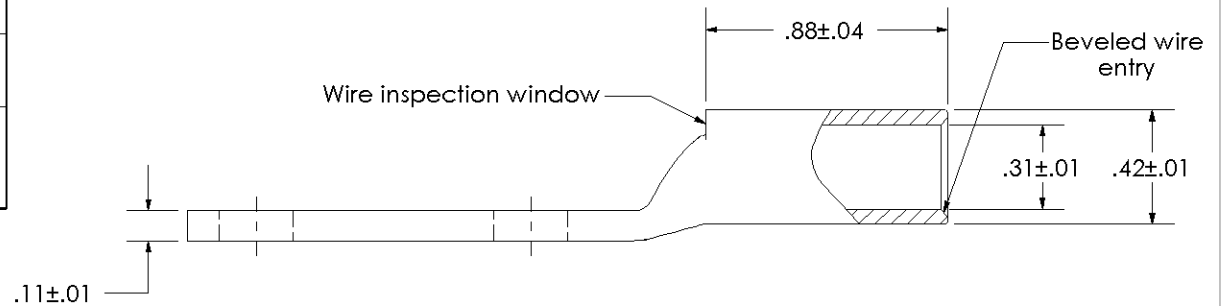 .88±.04
Beveled wire
entry
Wire inspection window
.31±.01
.42±.01
.11±.01